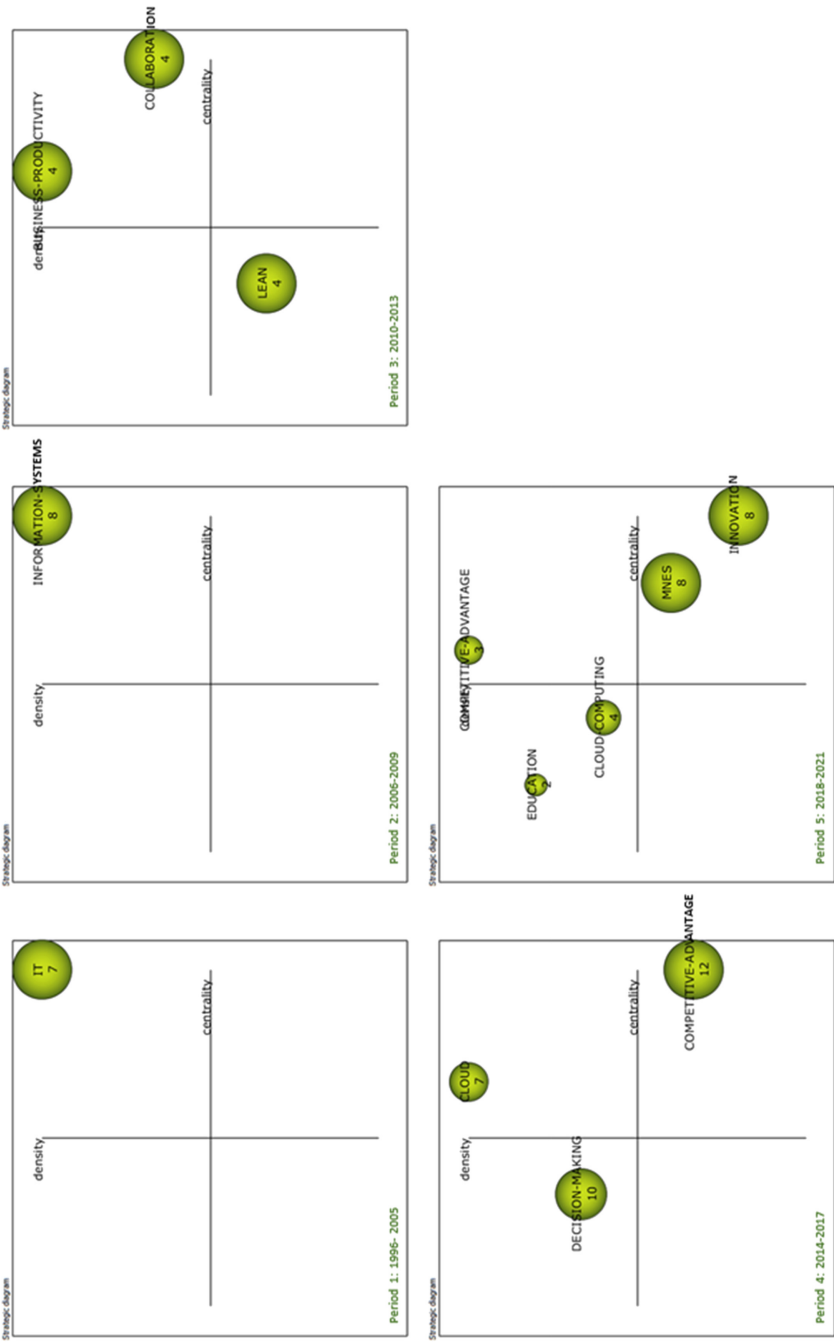 Strategic diagram
density
IT
7
centrality
Period 1: 1996- 2005
Strategic diagram
density
INFORMATION-SYSTEMS
8
centrality
Period 2: 2006-2009
Strategic diagram
density
BUSINESS-PRODUCTIVITY
4
COLLABORATION
4
centrality
LEAN
4
Period 3: 2010-2013
Strategic diagram
density
CLOUD
7
DECISION-MAKING
10
centrality
COMPETITIVE-ADVANTAGE
12
Period 4: 2014-2017
Strategic diagram
density
COMPETITIVE-ADVANTAGE
3
EDUCATION
2
CLOUD-COMPUTING
4
centrality
MNES
8
INNOVATION
8
Period 5: 2018-2021